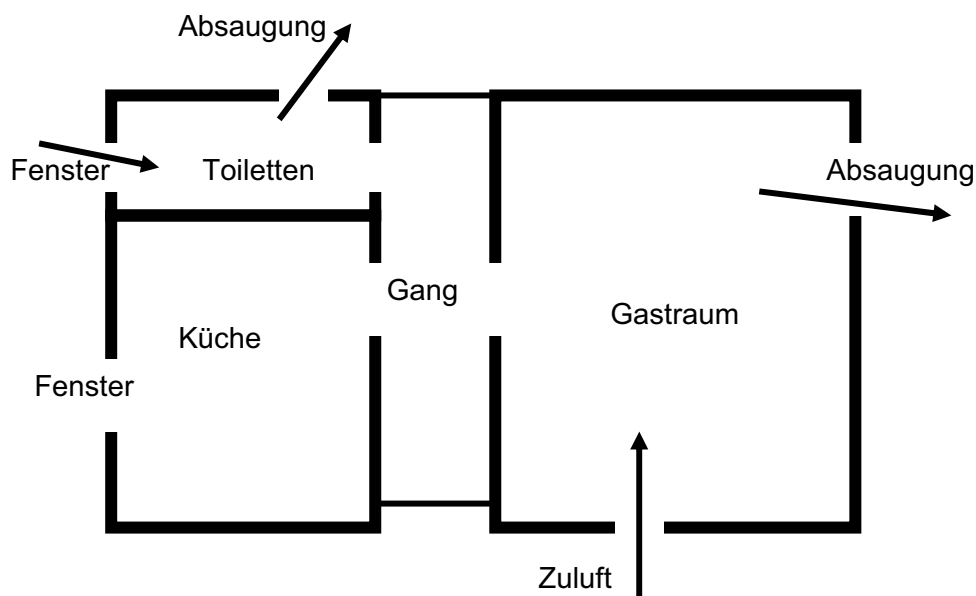 Absaugung
Fenster
Toiletten
Absaugung
Gang
Gastraum
Küche
Fenster
Zuluft